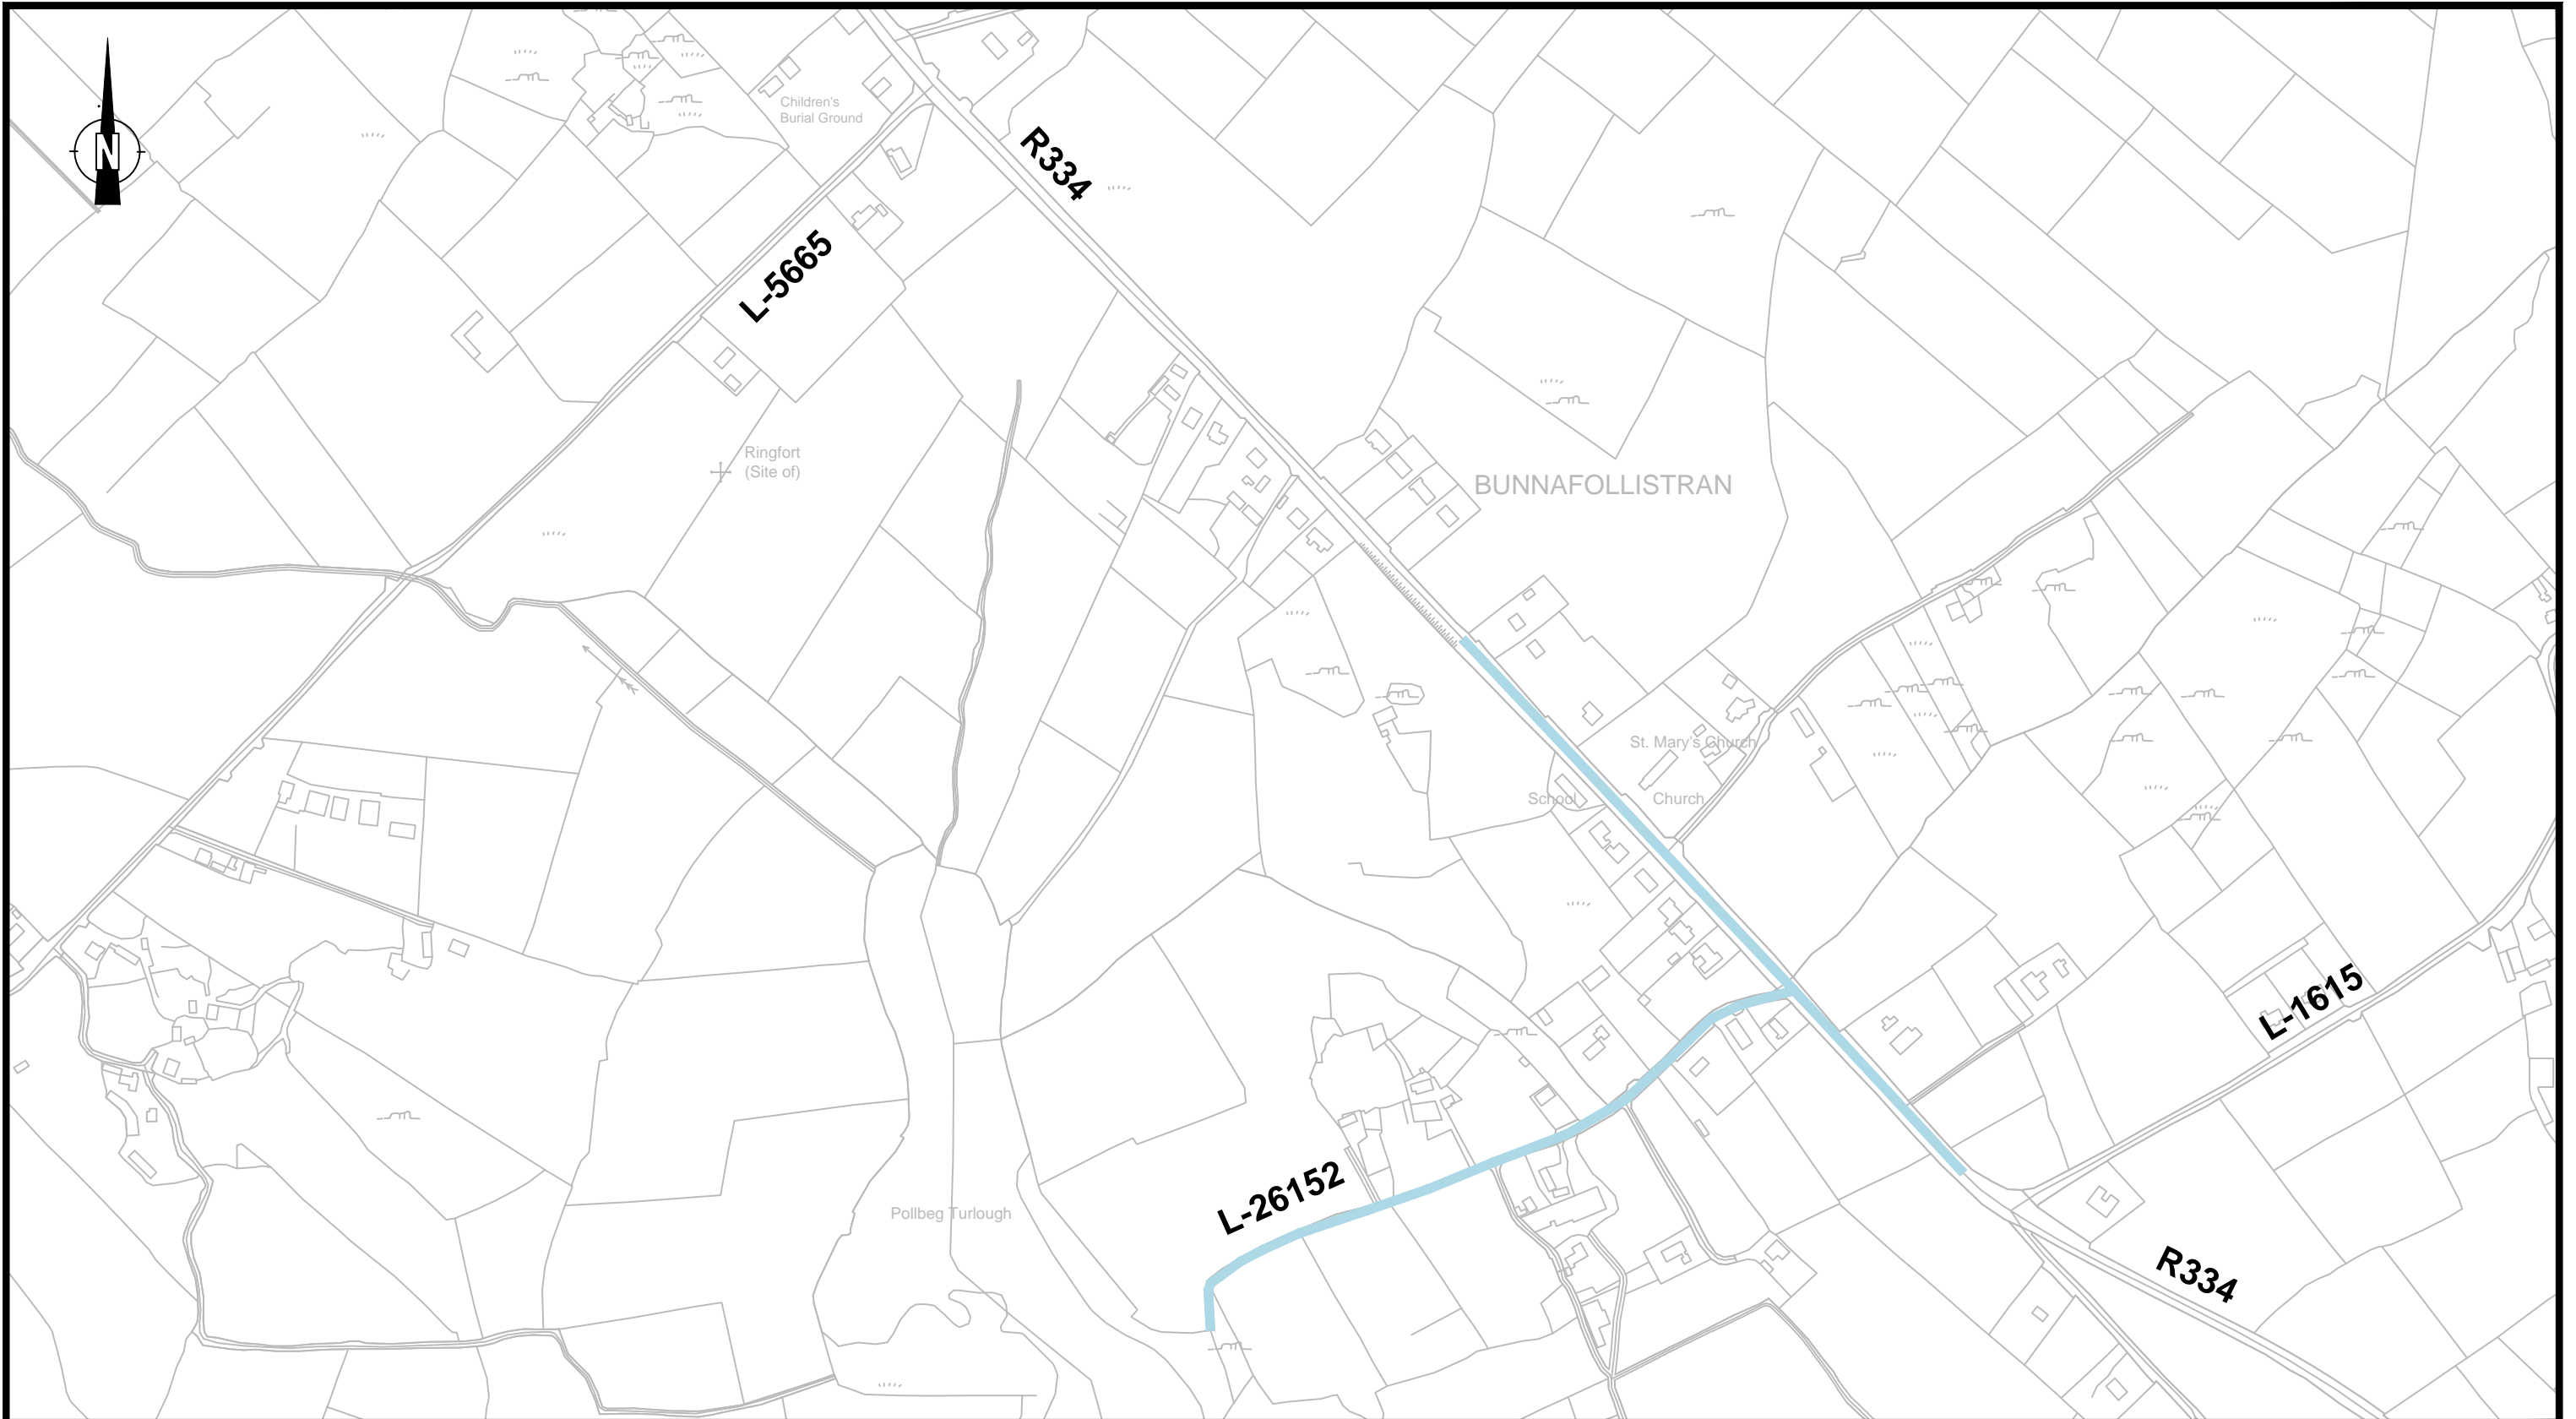 Children's
Burial Ground
N
R334
L-5665
Ringfort
(Site of)
BUNNAFOLLISTRAN
St. Mary's Church
School
Church
L-1615
L-26152
Pollbeg Turlough
R334